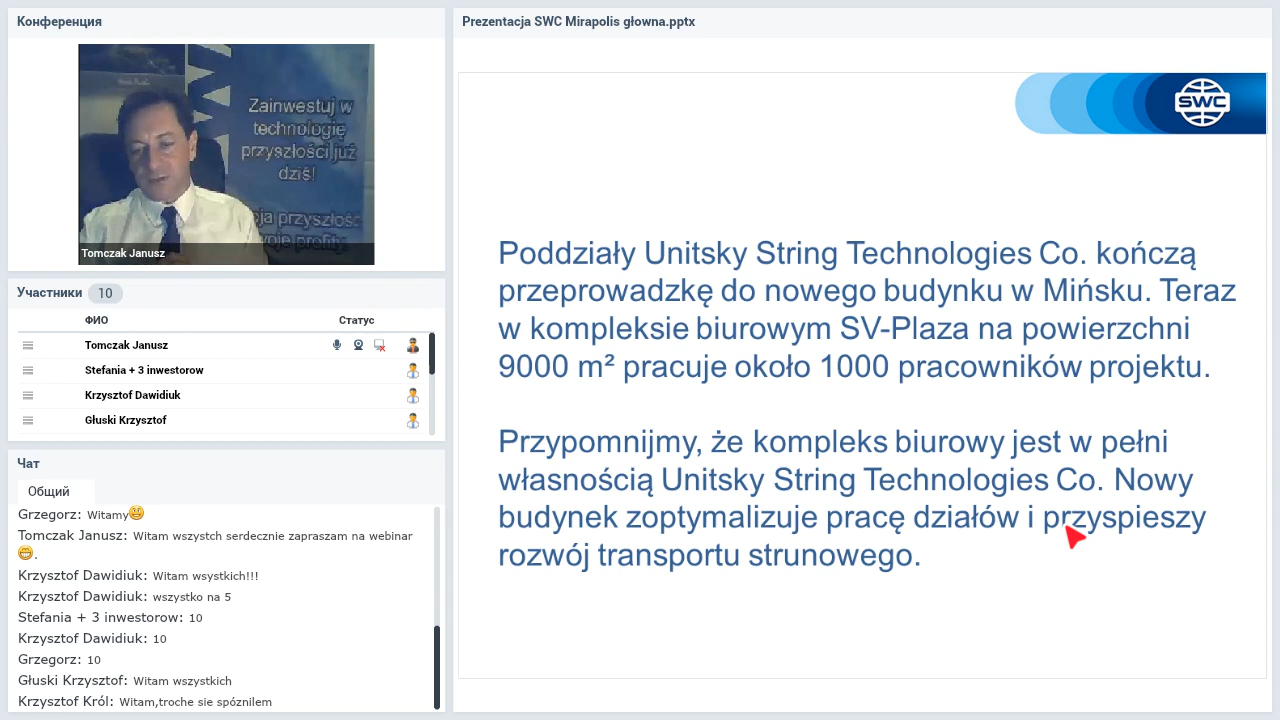 Конференция
Zainwestuj w
technologię
przyszłości już
dziś!
Tomczak Janusz
Участники 10
ФИО Статус
Tomczak Janusz
Stefania + 3 inwestorow
Krzysztof Dawidiuk
Głuski Krzysztof
Чат
Общий
Grzegorz: Witamy
Tomczak Janusz: Witam wszystch serdecznie zapraszam na webinar
.
Krzysztof Dawidiuk: Witam wsystkich!!!
Krzysztof Dawidiuk: wszystko na 5
Stefania + 3 inwestorow: 10
Krzysztof Dawidiuk: 10
Grzegorz: 10
Głuski Krzysztof: Witam wszystkich
Krzysztof Król: Witam,troche sie spóznilem
Prezentacja SWC Mirapolis głowna.pptx
SWC
Poddziały Unitsky String Technologies Co. kończą
przeprowadzkę do nowego budynku w Mińsku. Teraz
w kompleksie biurowym SV-Plaza na powierzchni
9000 m² pracuje około 1000 pracowników projektu.
Przypomnijmy, że kompleks biurowy jest w pełni
własnością Unitsky String Technologies Co. Nowy
budynek zoptymalizuje pracę działów i przyspieszy
rozwój transportu strunowego.